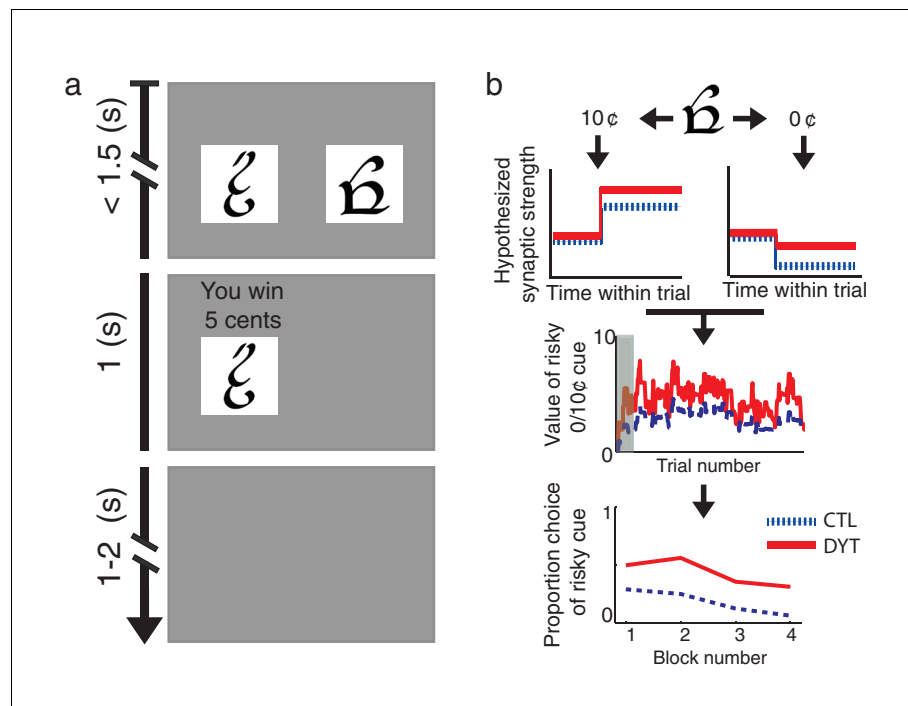 a
< 1.5 (s)
You win
5 cents
1 (s)
1-2 (s)
b
10 ¢
0 ¢
Hypothesized
synaptic strength
Time within trial
Time within trial
Value of risky
0/10¢ cue
10
0
Trial number
Proportion choice
of risky cue
1
0
CTL
DYT
1 2 3 4
Block number